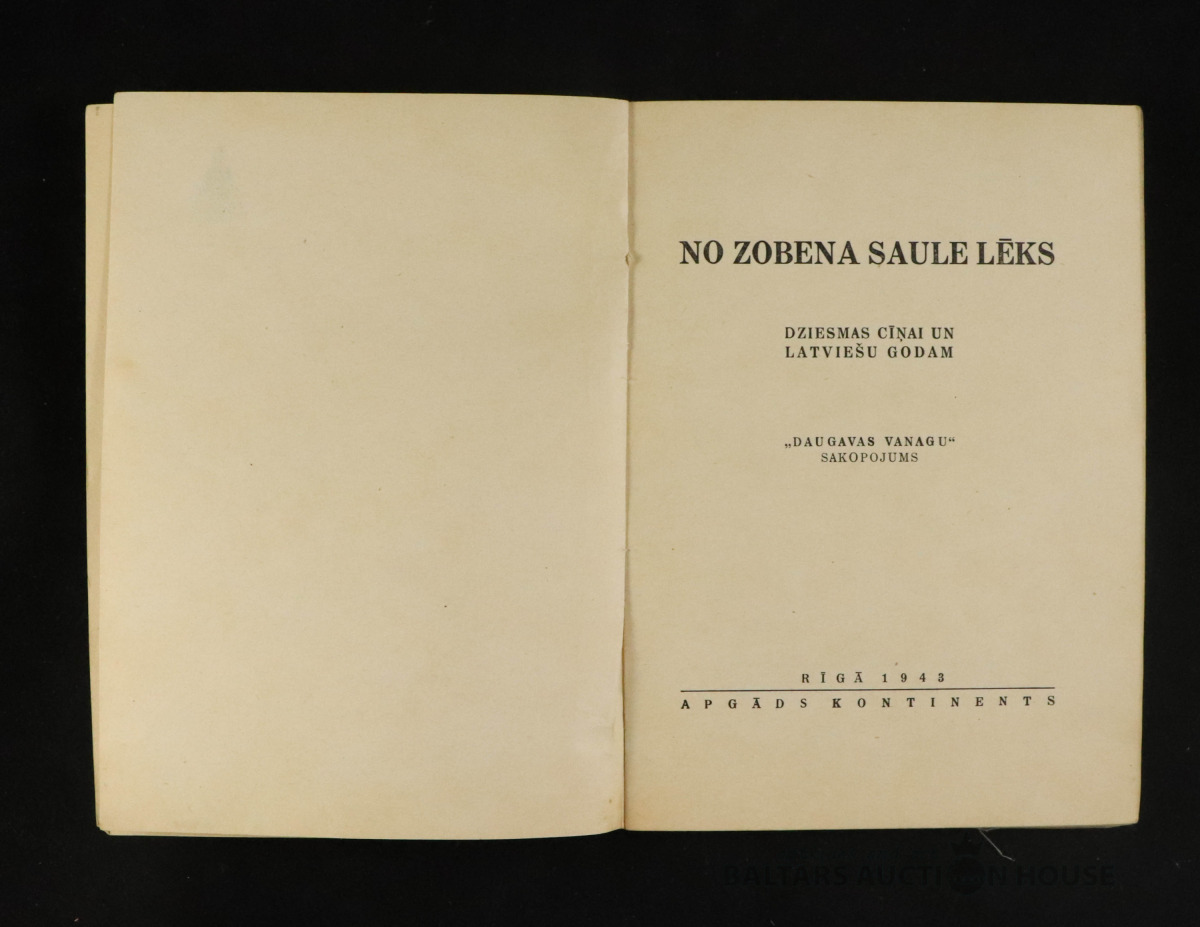 NO ZOBENA SAULE LĒKS
DZIESMAS CĪŅAI UN
LATVIEŠU GODAM
„DAUGAVAS VANAGU“
SAKOPOJUMS
RĪGĀ 1943
APGĀDS KONTINENTS
BALTARS AUCTION HOUSE